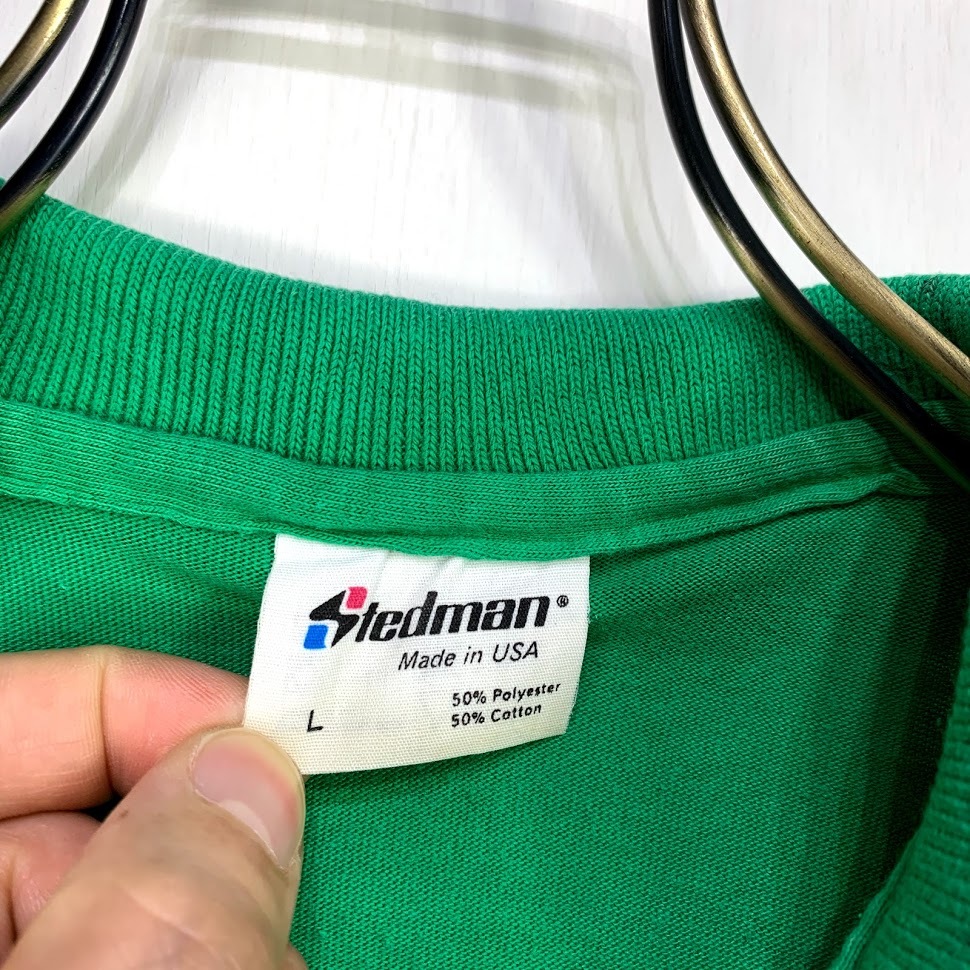 Stedman®
Made in USA
50% Polyester
L
50% Cotton